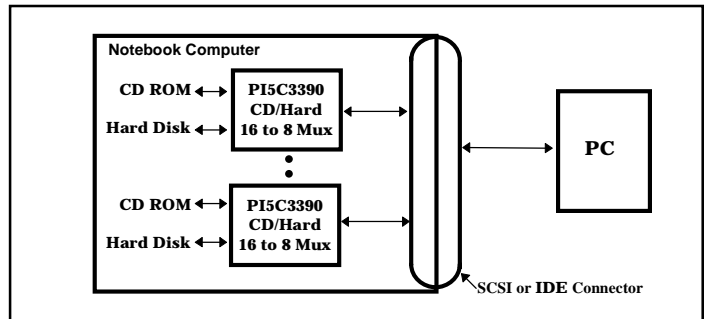 Notebook Computer
CD ROM
Hard Disk
PI5C3390
CD/Hard
16 to 8 Mux
CD ROM
Hard Disk
PI5C3390
CD/Hard
16 to 8 Mux
PC
SCSI or IDE Connector